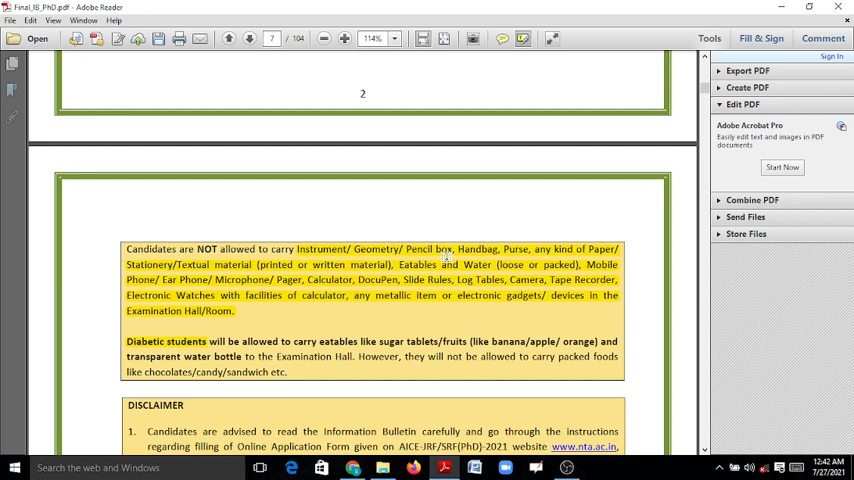 Final_IB_PhD.pdf - Adobe Reader
File Edit View Window Help
Open 7 / 104 114% Tools Fill & Sign Comment
Sign In
2
Export PDF
Create PDF
Edit PDF
Adobe Acrobat Pro
Easily edit text and images in PDF
documents
Start Now
Combine PDF
Send Files
Store Files
Candidates are NOT allowed to carry Instrument/ Geometry/ Pencil box, Handbag, Purse, any kind of Paper/
Stationery/Textual material (printed or written material), Eatables and Water (loose or packed), Mobile
Phone/ Ear Phone/ Microphone/ Pager, Calculator, DocuPen, Slide Rules, Log Tables, Camera, Tape Recorder,
Electronic Watches with facilities of calculator, any metallic item or electronic gadgets/ devices in the
Examination Hall/Room.
Diabetic students will be allowed to carry eatables like sugar tablets/fruits (like banana/apple/ orange) and
transparent water bottle to the Examination Hall. However, they will not be allowed to carry packed foods
like chocolates/candy/sandwich etc.
DISCLAIMER
1. Candidates are advised to read the Information Bulletin carefully and go through the instructions
regarding filling of Online Application Form given on AICE-JRF/SRF(PhD)-2021 website www.nta.ac.in,
Search the web and Windows
12:42 AM
7/27/2021